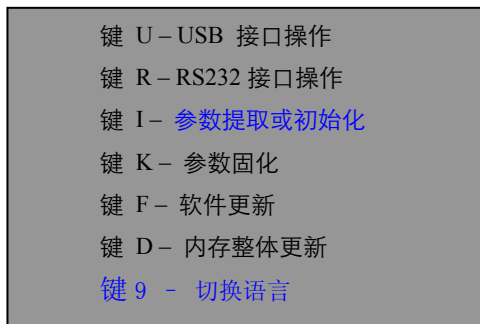 键 U – USB 接口操作
键 R – RS232 接口操作
键 I – 参数提取或初始化
键 K – 参数固化
键 F – 软件更新
键 D – 内存整体更新
键 9 - 切换语言